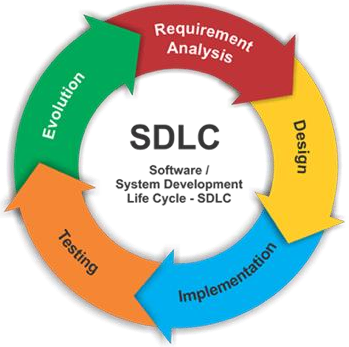 SDLC
Software /
System Development
Life Cycle - SDLC
Requirement
Analysis
Design
Implementation
Testing
Evolution